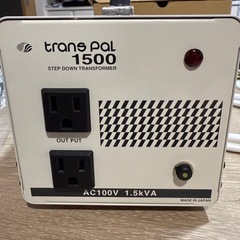 trans pal
1500
STEP DOWN TRANSFORMER
OUT PUT
AC100V 1.5kVA
MADE IN JAPAN